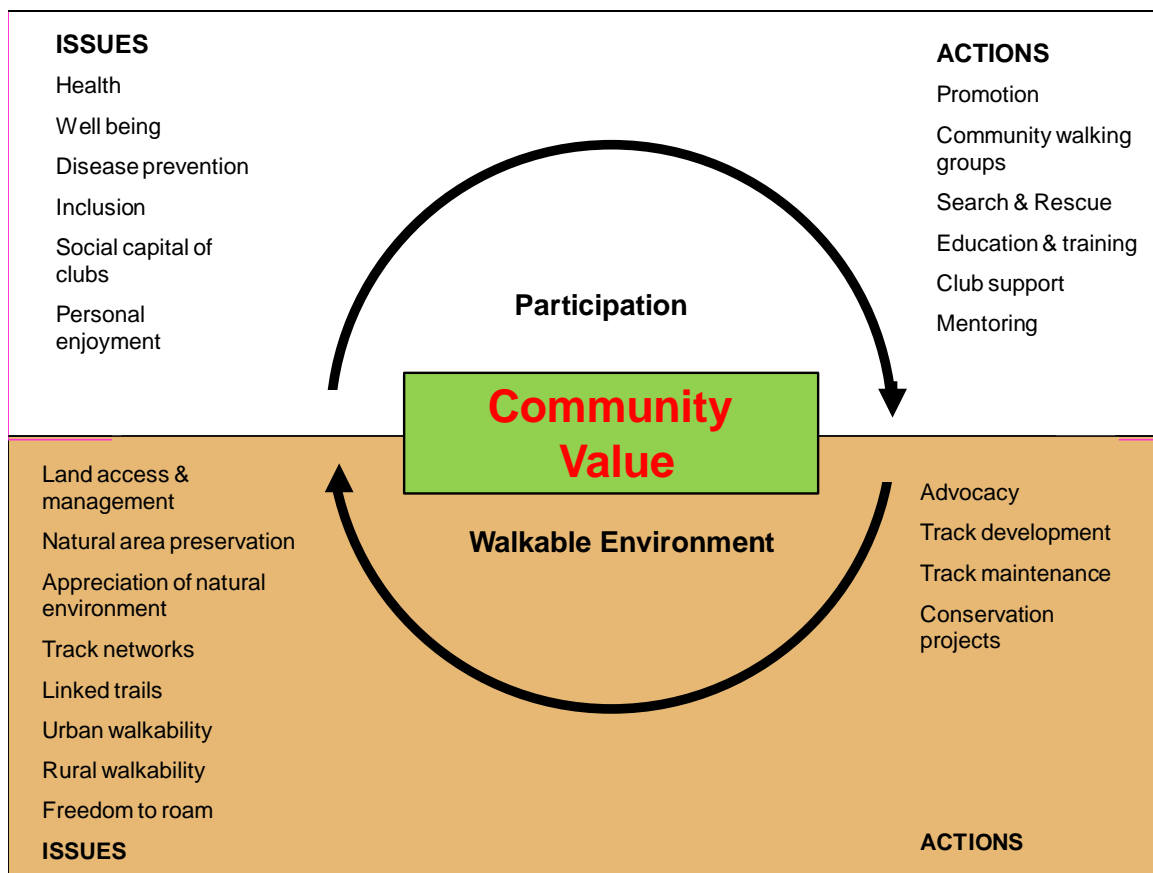 ISSUES
Health
Well being
Disease prevention
Inclusion
Social capital of
clubs
Personal
enjoyment
ACTIONS
Promotion
Community walking
groups
Search & Rescue
Education & training
Club support
Mentoring
Participation
Community
Value
Walkable Environment
Land access &
management
Natural area preservation
Appreciation of natural
environment
Track networks
Linked trails
Urban walkability
Rural walkability
Freedom to roam
ISSUES
Advocacy
Track development
Track maintenance
Conservation
projects
ACTIONS